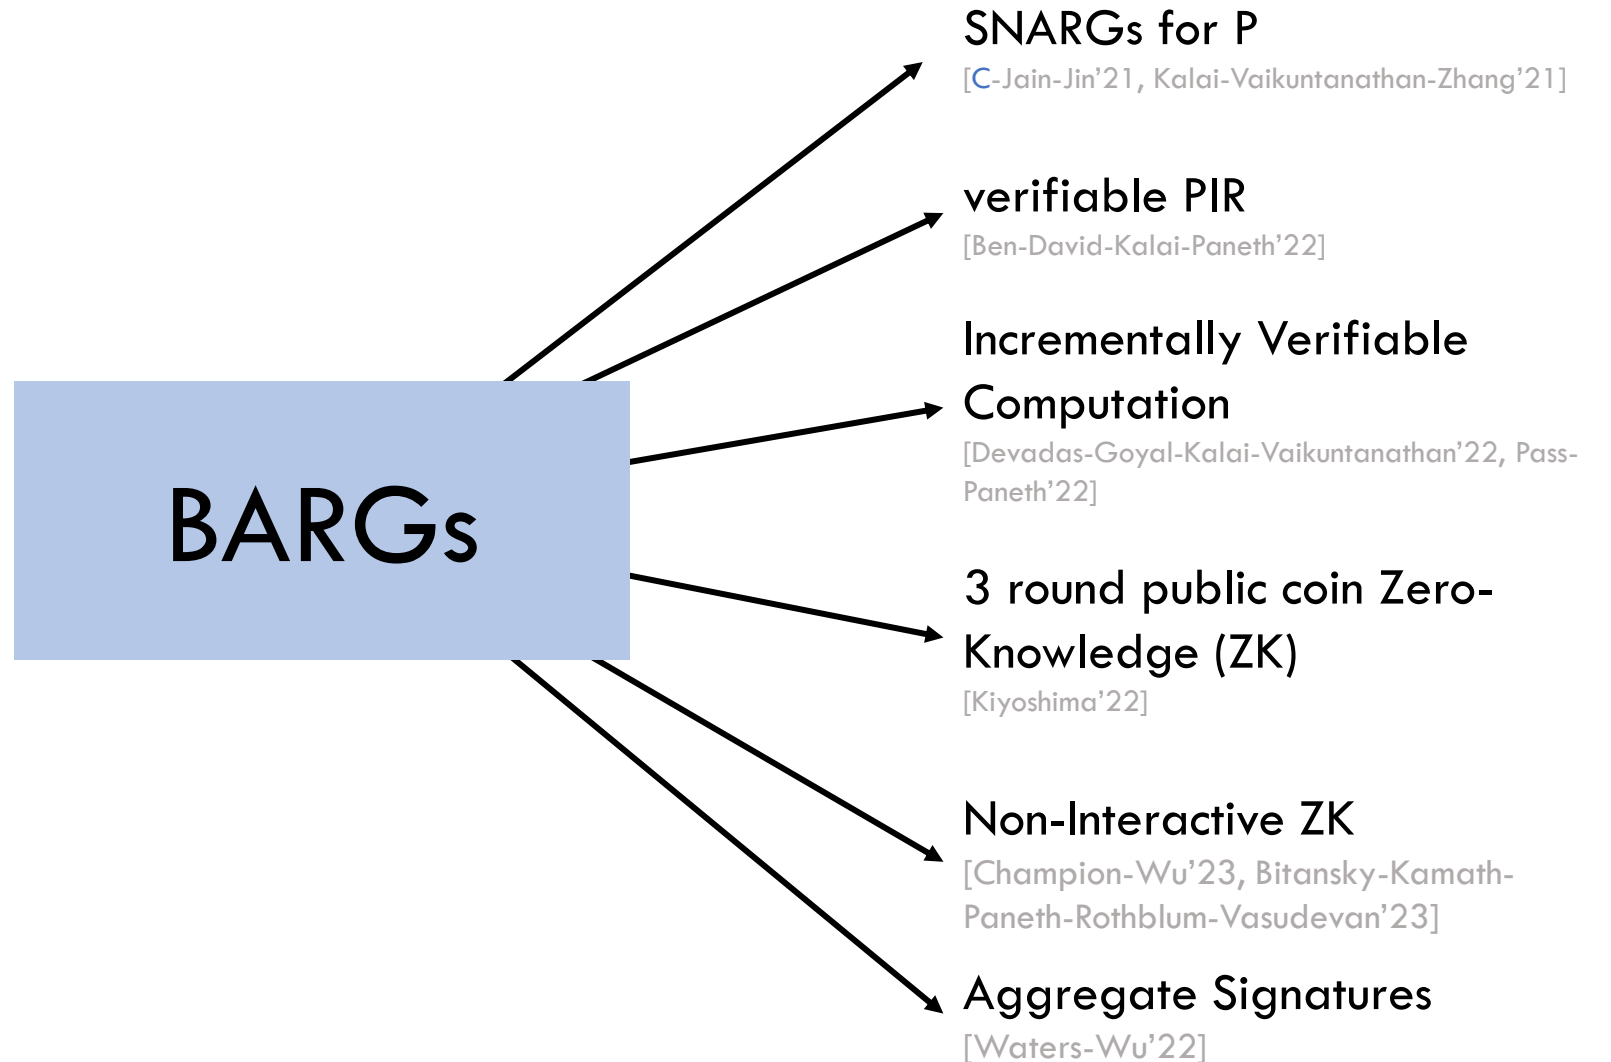 SNARGs for P
[C-Jain-Jin’21, Kalai-Vaikuntanathan-Zhang’21]
verifiable PIR
[Ben-David-Kalai-Paneth’22]
Incrementally Verifiable
Computation
[Devadas-Goyal-Kalai-Vaikuntanathan’22, Pass-
Paneth’22]
BARGs
3 round public coin Zero-
Knowledge (ZK)
[Kiyoshima’22]
Non-Interactive ZK
[Champion-Wu’23, Bitansky-Kamath-
Paneth-Rothblum-Vasudevan’23]
Aggregate Signatures
[Waters-Wu’22]